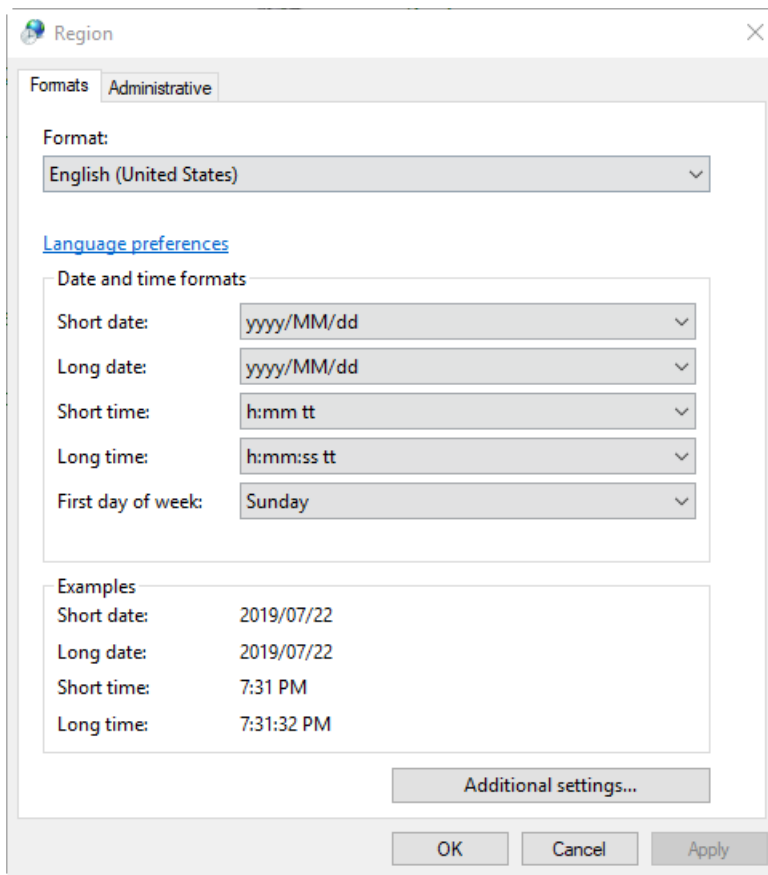 Region
Formats Administrative
Format:
English (United States)
Language preferences
Date and time formats
Short date: yyyy/MM/dd
Long date: yyyy/MM/dd
Short time: h:mm tt
Long time: h:mm:ss tt
First day of week: Sunday
Examples
Short date: 2019/07/22
Long date: 2019/07/22
Short time: 7:31 PM
Long time: 7:31:32 PM
Additional settings...
OK Cancel Apply